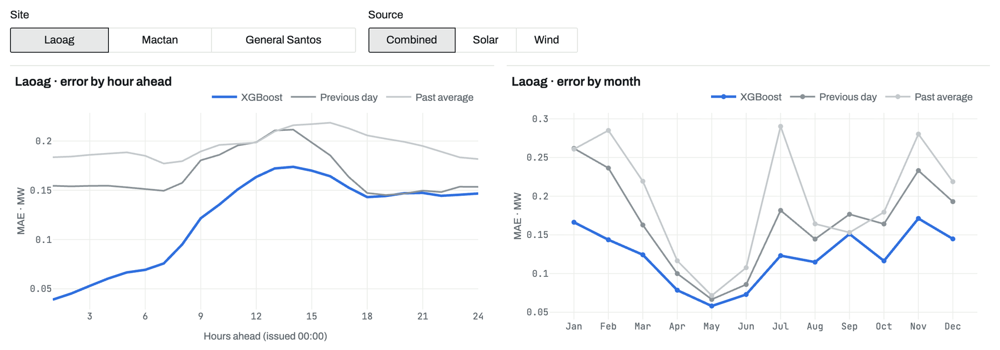 Site
Source
Laoag
Mactan
General Santos
Combined
Solar
Wind
Laoag · error by hour ahead
XGBoost
Previous day
Past average
MAE · MW
0.2
0.15
0.1
0.05
3
6
9
12
15
18
21
24
Hours ahead (issued 00:00)
Laoag · error by month
XGBoost
Previous day
Past average
MAE · MW
0.3
0.25
0.2
0.15
0.1
0.05
Jan
Feb
Mar
Apr
May
Jun
Jul
Aug
Sep
Oct
Nov
Dec